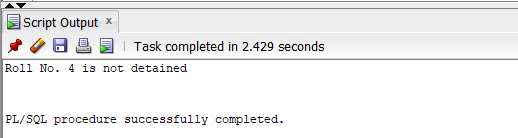 Script Output x
Task completed in 2.429 seconds
Roll No. 4 is not detained
PL/SQL procedure successfully completed.